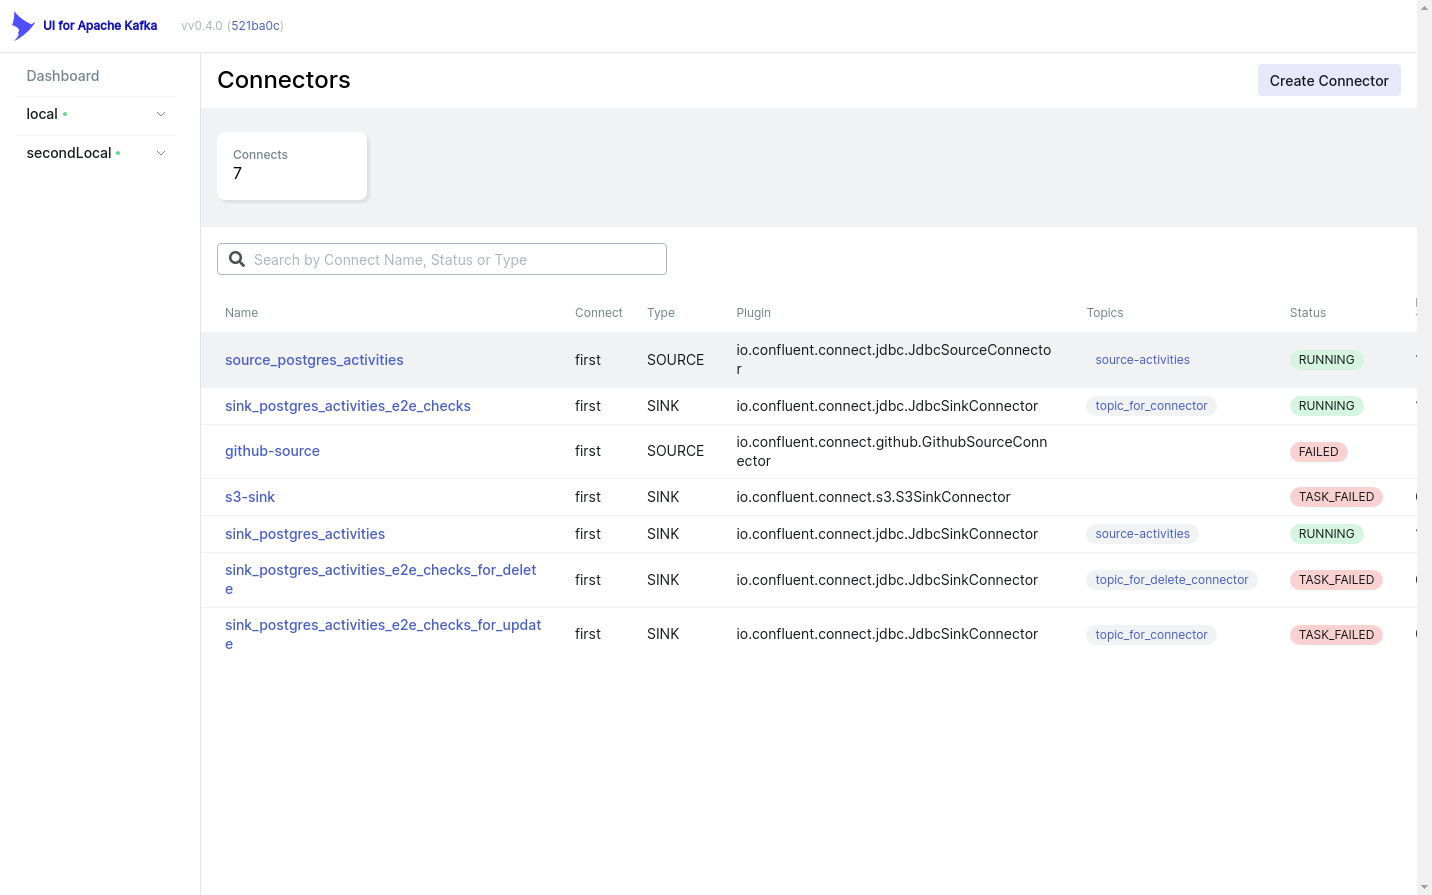 UI for Apache Kafka vv0.4.0 (521ba0c)
Dashboard
local
secondLocal
Connectors
Create Connector
Connects
7
Search by Connect Name, Status or Type
Name Connect Type Plugin Topics Status
source_postgres_activities first SOURCE io.confluent.connect.jdbc.JdbcSourceConnecto
r source-activities RUNNING
sink_postgres_activities_e2e_checks first SINK io.confluent.connect.jdbc.JdbcSinkConnector topic_for_connector RUNNING
github-source first SOURCE io.confluent.connect.github.GithubSourceConn
ector FAILED
s3-sink first SINK io.confluent.connect.s3.S3SinkConnector TASK_FAILED
sink_postgres_activities first SINK io.confluent.connect.jdbc.JdbcSinkConnector source-activities RUNNING
sink_postgres_activities_e2e_checks_for_delet
e first SINK io.confluent.connect.jdbc.JdbcSinkConnector topic_for_delete_connector TASK_FAILED
sink_postgres_activities_e2e_checks_for_updat
e first SINK io.confluent.connect.jdbc.JdbcSinkConnector topic_for_connector TASK_FAILED